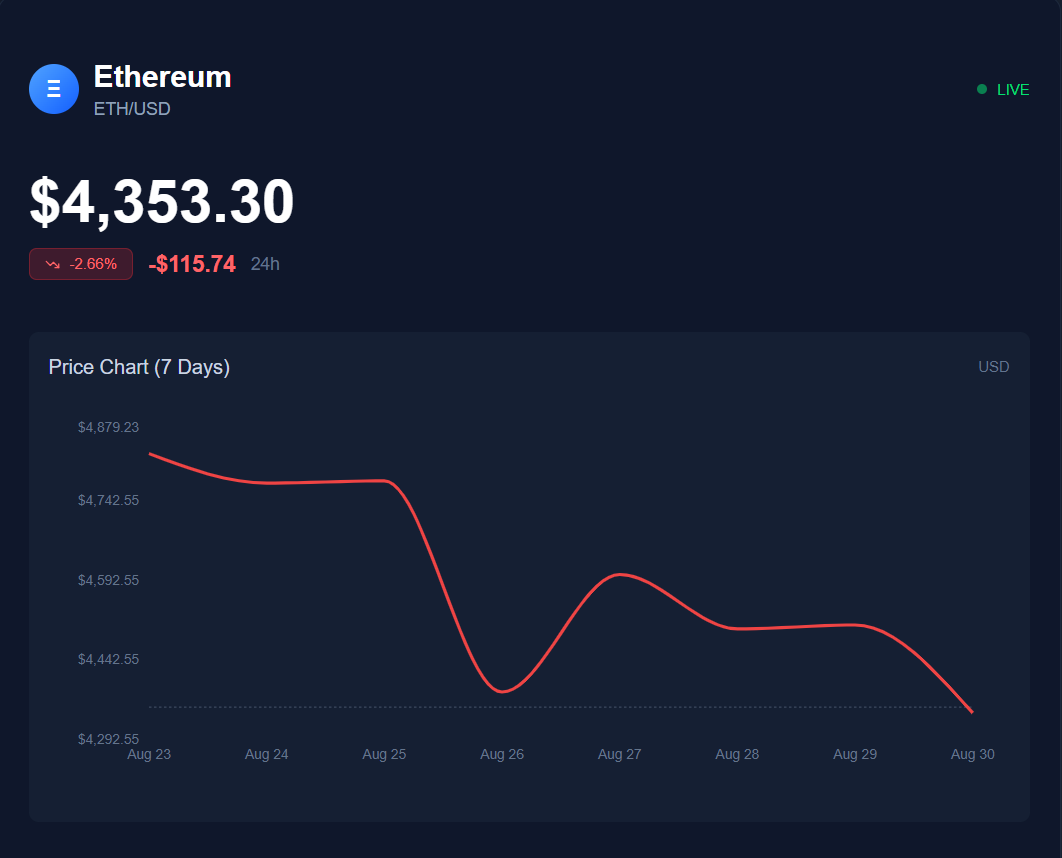 Ξ
Ethereum
ETH/USD
LIVE
$4,353.30
-2.66% -$115.74 24h
Price Chart (7 Days)
USD
$4,879.23
$4,742.55
$4,592.55
$4,442.55
$4,292.55
Aug 23 Aug 24 Aug 25 Aug 26 Aug 27 Aug 28 Aug 29 Aug 30